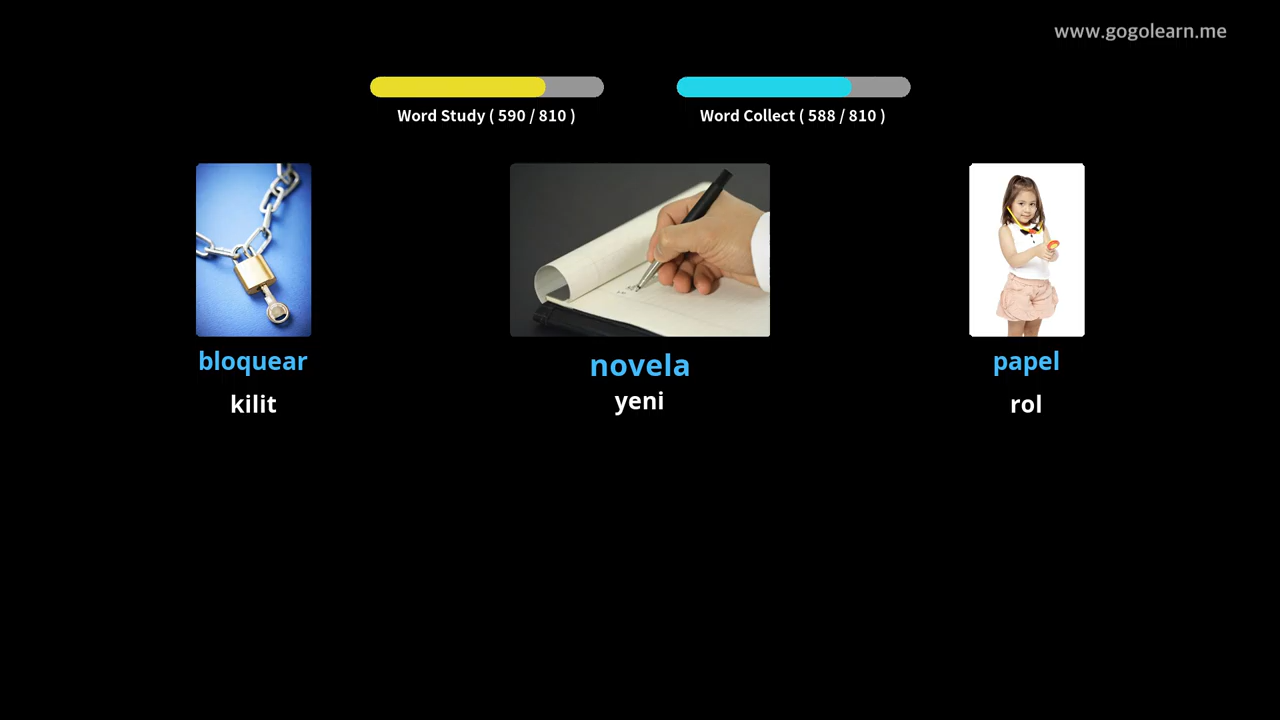 www.gogolearn.me
Word Study ( 590 / 810 )
Word Collect ( 588 / 810 )
bloquear
kilit
novela
yeni
papel
rol